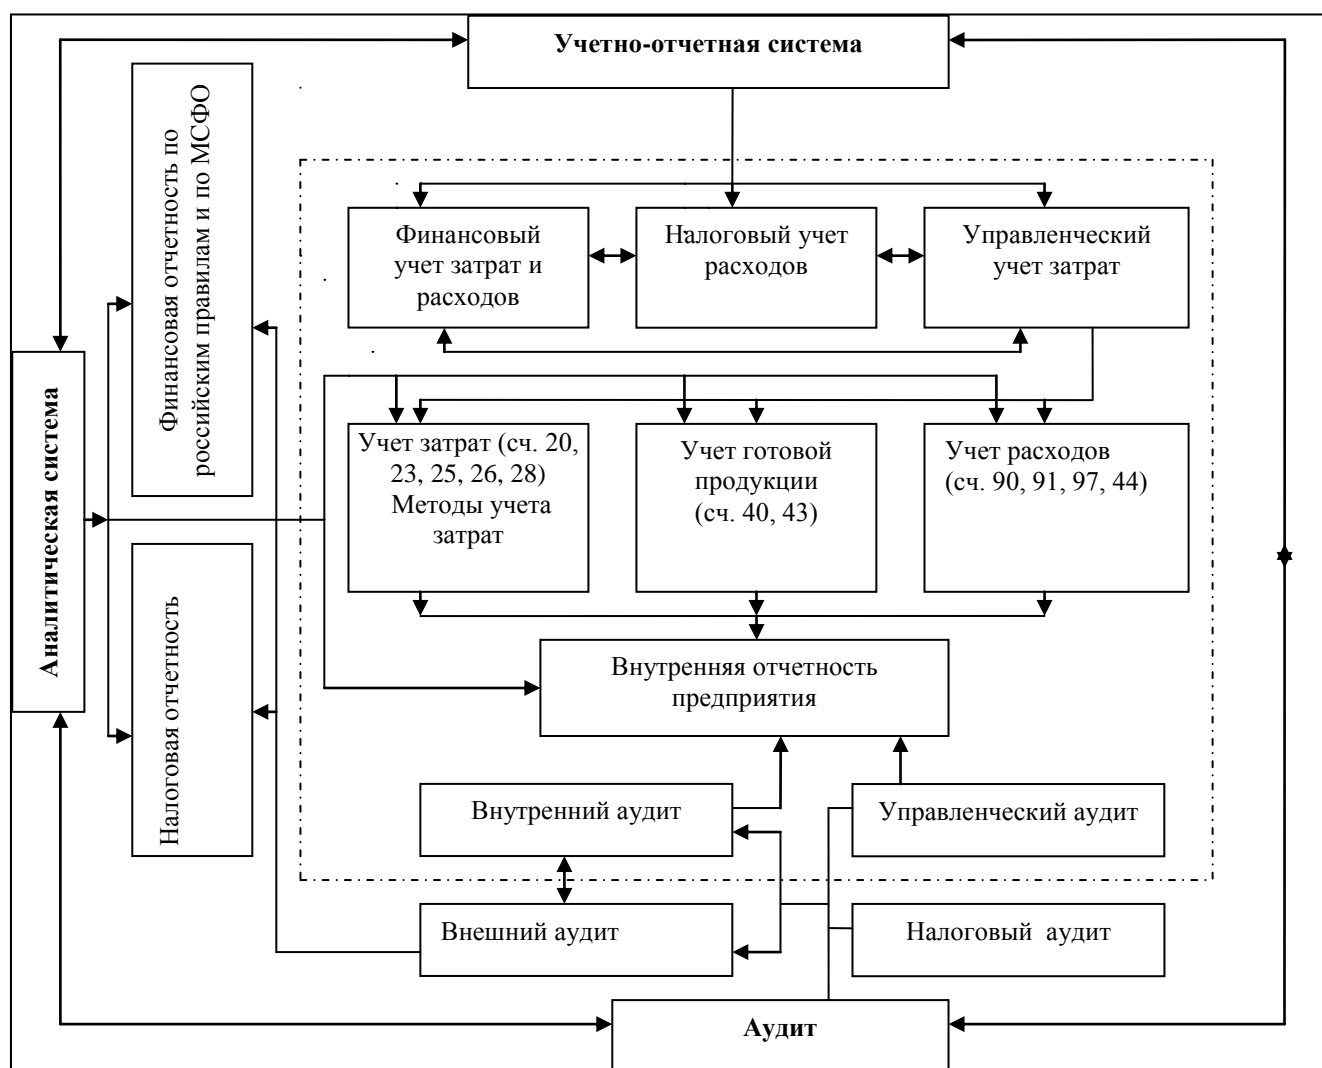 Учетно-отчетная система
Финансовая отчетность по
российским правилам и по МСФО
Финансовый
учет затрат и
расходов
Налоговый учет
расходов
Управленческий
учет затрат
Аналитическая система
Учет затрат (сч. 20,
23, 25, 26, 28)
Методы учета
затрат
Учет готовой
продукции
(сч. 40, 43)
Учет расходов
(сч. 90, 91, 97, 44)
Налоговая отчетность
Внутренняя отчетность
предприятия
Внутренний аудит
Управленческий аудит
Внешний аудит
Налоговый аудит
Аудит